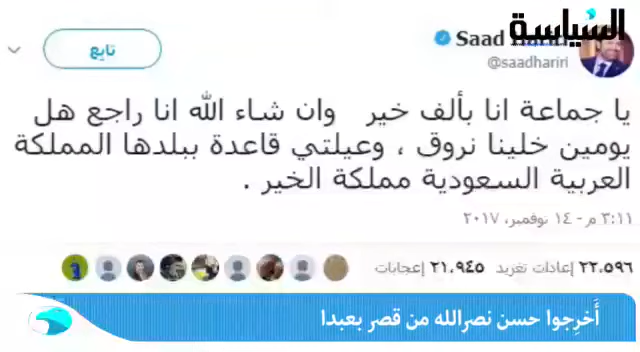 السياسة
Saad Hariri
@saadhariri
تابع
يا جماعة انا بألف خير وان شاء الله انا راجع هل
يومين خلينا نروق ، وعيلتي قاعدة ببلدها المملكة
العربية السعودية مملكة الخير .
٣:١١ م - ١٤ نوفمبر، ٢٠١٧
٢٢،٥٩٦ إعادات تغريد ٢١،٩٤٥ إعجابات
أَخرِجوا حسن نصرالله من قصر بعبدا